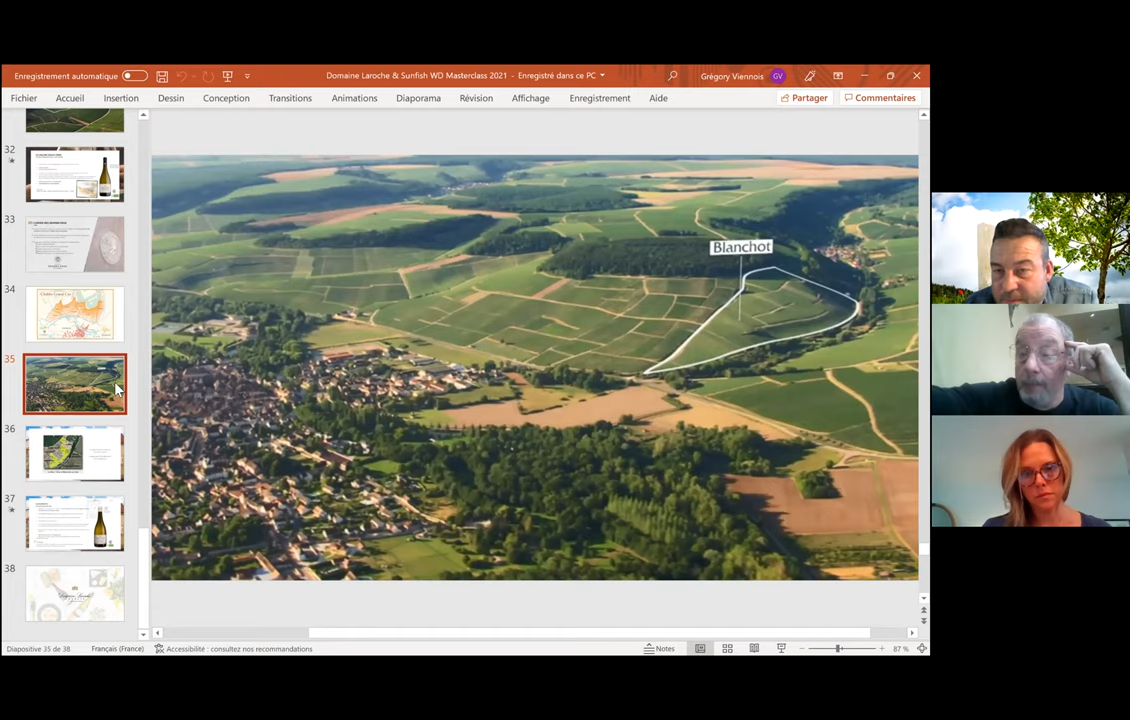 Enregistrement automatique
Domaine Laroche & Sunfish WD Masterclass 2021 - Enregistré dans ce PC
Grégory Viennois GV
Fichier Accueil Insertion Dessin Conception Transitions Animations Diaporama Révision Affichage Enregistrement Aide
Partager Commentaires
32
33
34
35
36
37
38
Blanchot
Diapositive 35 de 38 Français (France) Accessibilité : consultez nos recommandations Notes 87 %